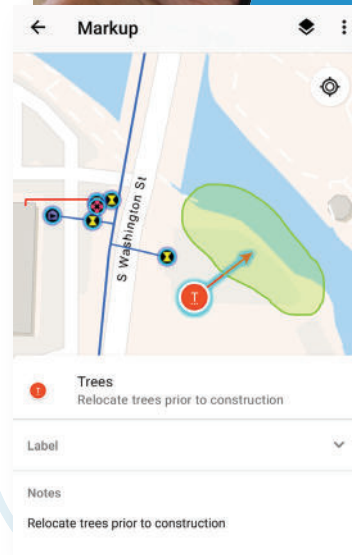 Markup
S Washington St
T
T
Trees
Relocate trees prior to construction
Label
Notes
Relocate trees prior to construction